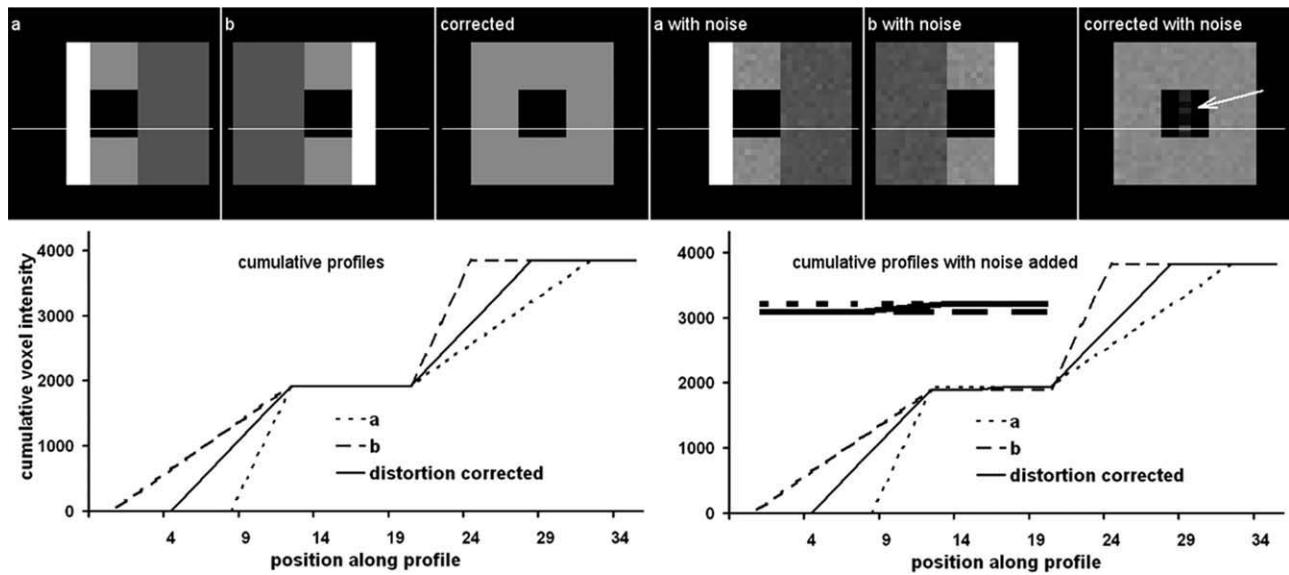 a b corrected a with noise b with noise corrected with noise
cumulative profiles
cumulative voxel intensity
4000
3000
2000
1000
0
a
b
distortion corrected
4 9 14 19 24 29 34
position along profile
cumulative profiles with noise added
4000
3000
2000
1000
0
a
b
distortion corrected
4 9 14 19 24 29 34
position along profile